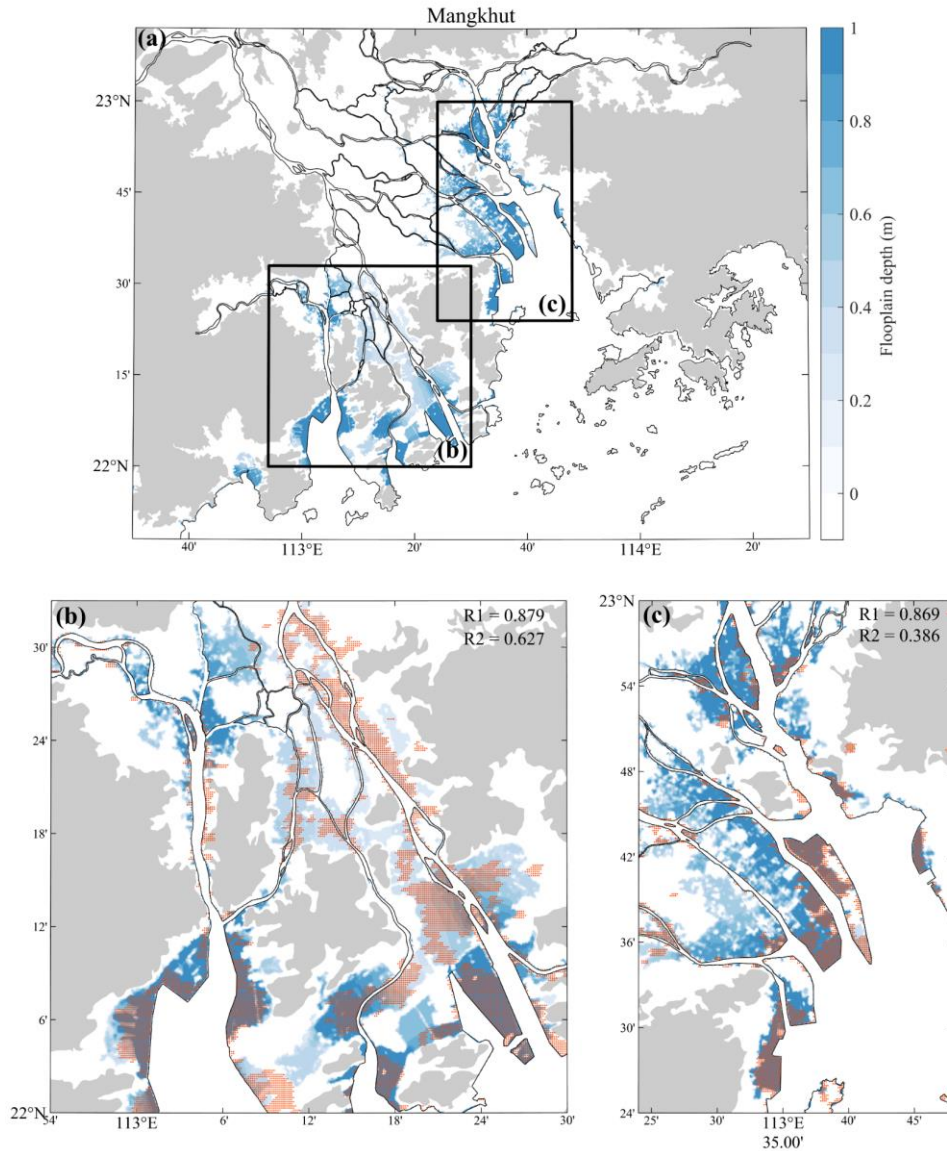 Mangkhut
(a)
23°N
45'
30'
15'
22°N
40'
113°E
20'
40'
114°E
20'
(c)
(b)
1
0.8
0.6
0.4
0.2
0
Flooplain depth (m)
(b)
R1 = 0.879
R2 = 0.627
30'
24'
18'
12'
6'
22°N
54'
113°E
6'
12'
18'
24'
30'
(c)
R1 = 0.869
R2 = 0.386
23°N
54'
48'
42'
36'
30'
24'
25'
30'
113°E
35.00'
40'
45'